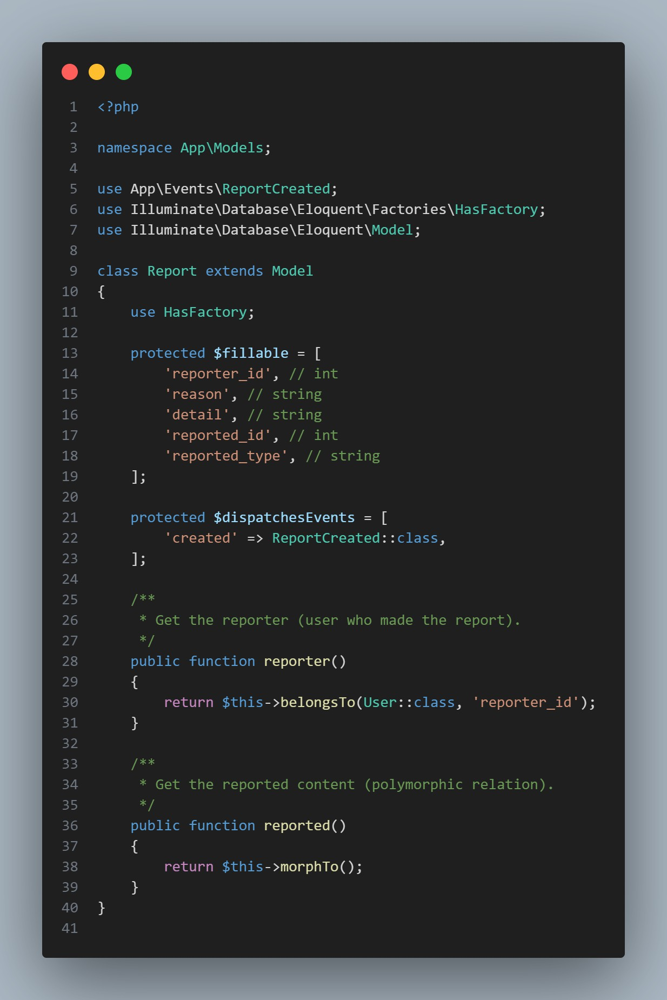 1 <?php
2
3 namespace App\Models;
4
5 use App\Events\ReportCreated;
6 use Illuminate\Database\Eloquent\Factories\HasFactory;
7 use Illuminate\Database\Eloquent\Model;
8
9 class Report extends Model
10 {
11     use HasFactory;
12
13     protected $fillable = [
14         'reporter_id', // int
15         'reason', // string
16         'detail', // string
17         'reported_id', // int
18         'reported_type', // string
19     ];
20
21     protected $dispatchesEvents = [
22         'created' => ReportCreated::class,
23     ];
24
25     /**
26      * Get the reporter (user who made the report).
27      */
28     public function reporter()
29     {
30         return $this->belongsTo(User::class, 'reporter_id');
31     }
32
33     /**
34      * Get the reported content (polymorphic relation).
35      */
36     public function reported()
37     {
38         return $this->morphTo();
39     }
40 }
41